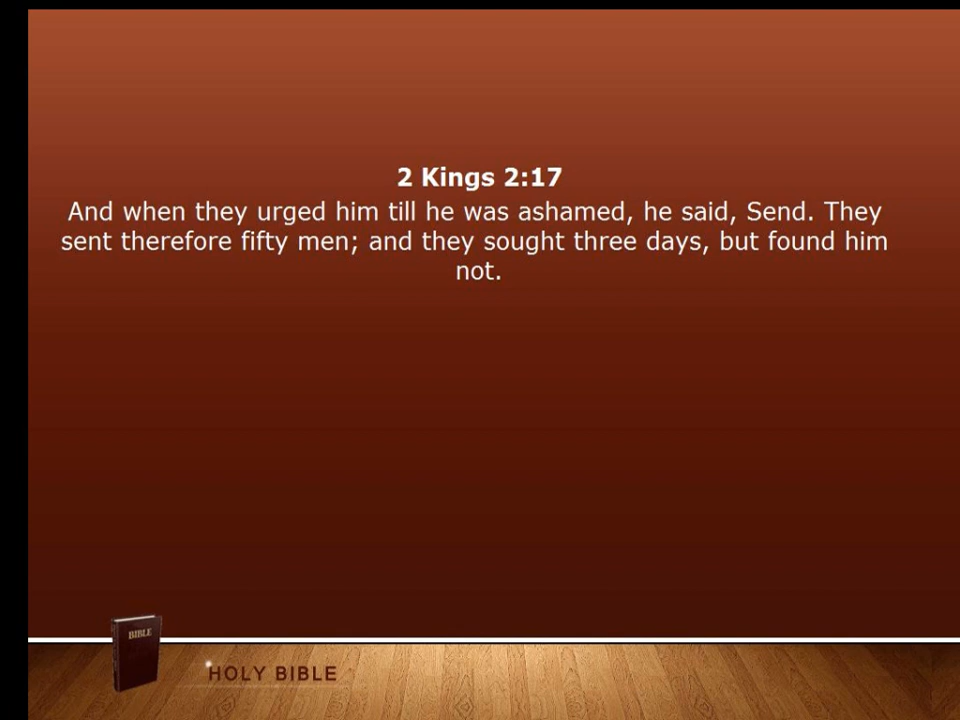 2 Kings 2:17
And when they urged him till he was ashamed, he said, Send. They
sent therefore fifty men; and they sought three days, but found him
not.
BIBLE
HOLY BIBLE